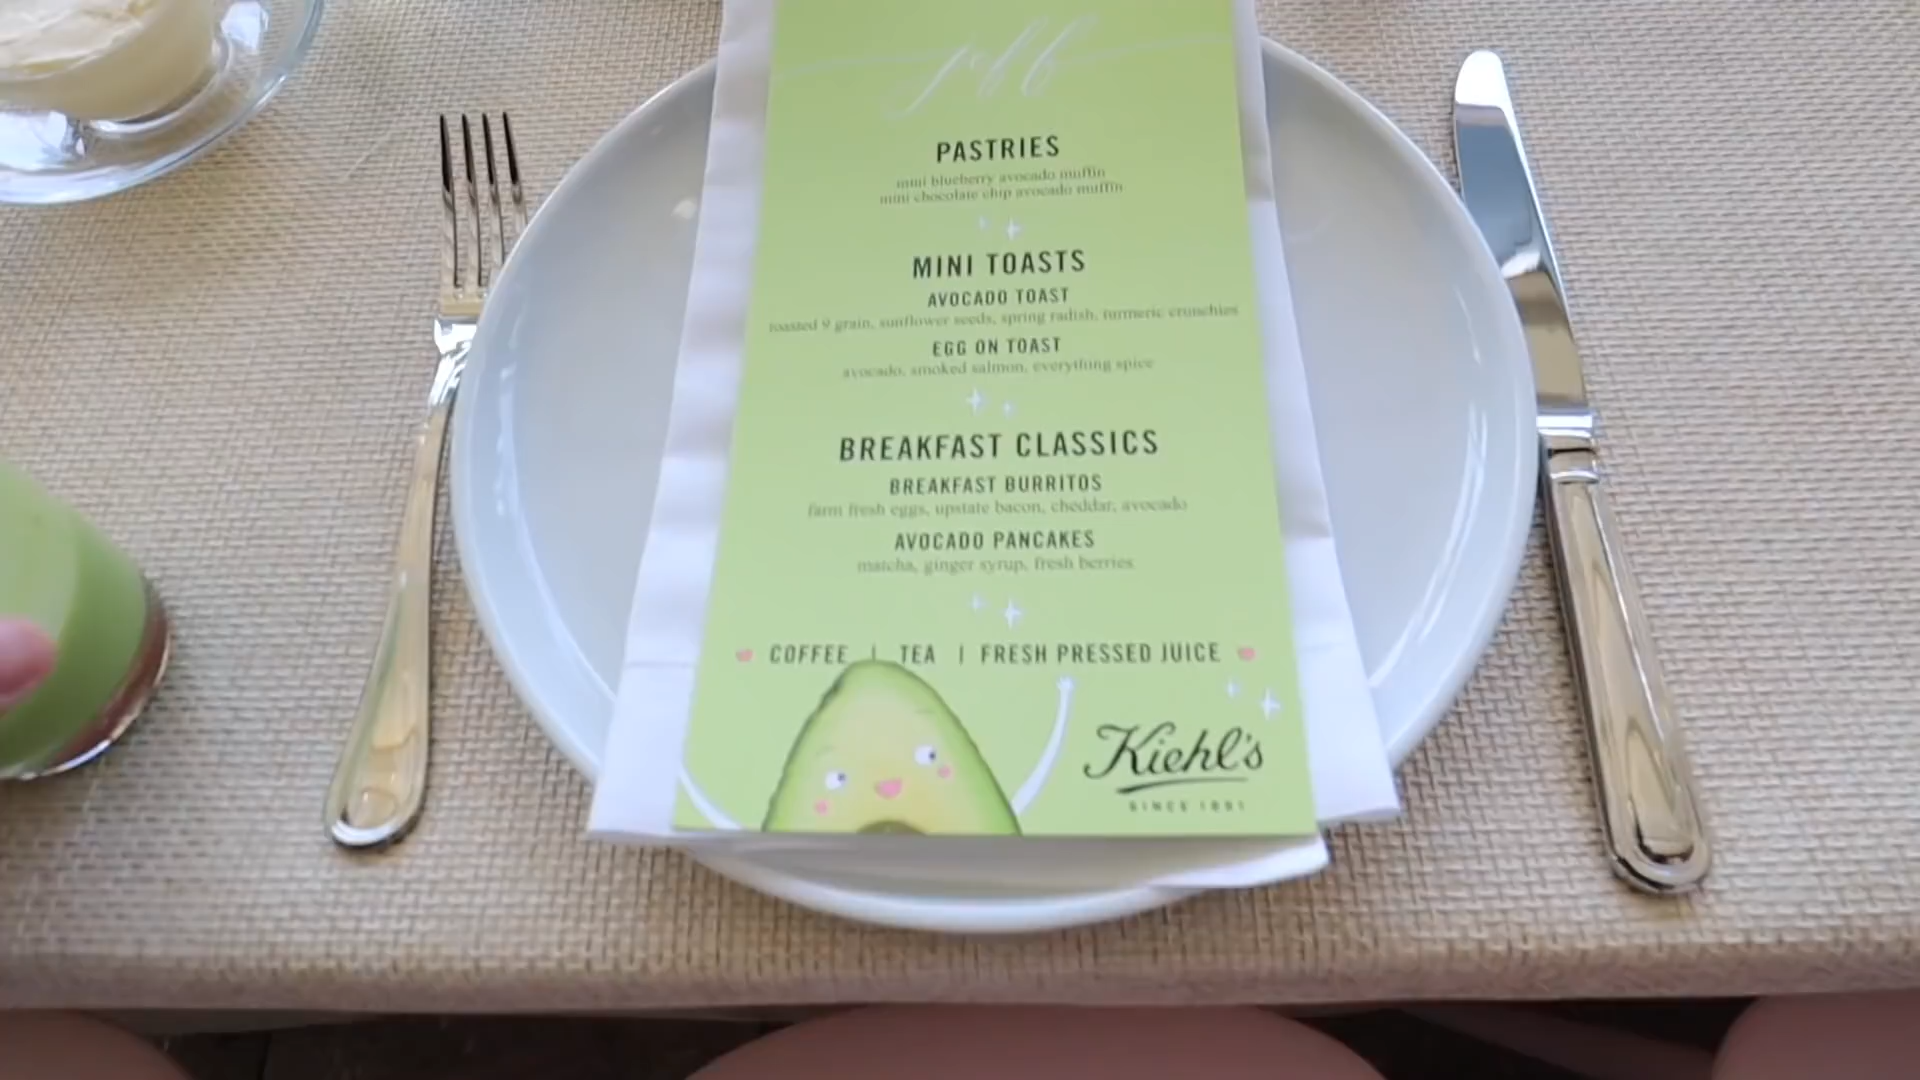 jeff
PASTRIES
mini blueberry avocado muffin
mini chocolate chip avocado muffin
MINI TOASTS
AVOCADO TOAST
toasted 9 grain, sunflower seeds, spring radish, turmeric crunchies
EGG ON TOAST
avocado, smoked salmon, everything spice
BREAKFAST CLASSICS
BREAKFAST BURRITOS
farm fresh eggs, upstate bacon, cheddar, avocado
AVOCADO PANCAKES
matcha, ginger syrup, fresh berries
COFFEE | TEA | FRESH PRESSED JUICE
Kiehl's
SINCE 1851